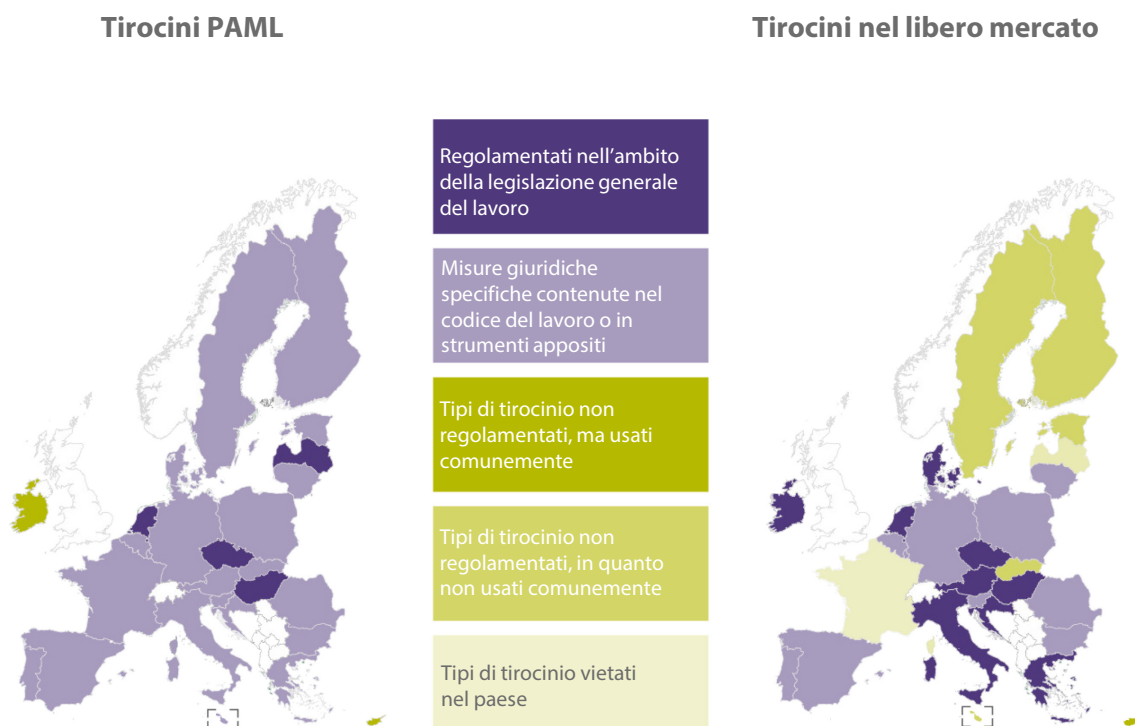 Tirocini PAML
Tirocini nel libero mercato
Regolamentati nell'ambito
della legislazione generale
del lavoro
Misure giuridiche
specifiche contenute nel
codice del lavoro o in
strumenti appositi
Tipi di tirocinio non
regolamentati, ma usati
comunemente
Tipi di tirocinio non
regolamentati, in quanto
non usati comunemente
Tipi di tirocinio vietati
nel paese